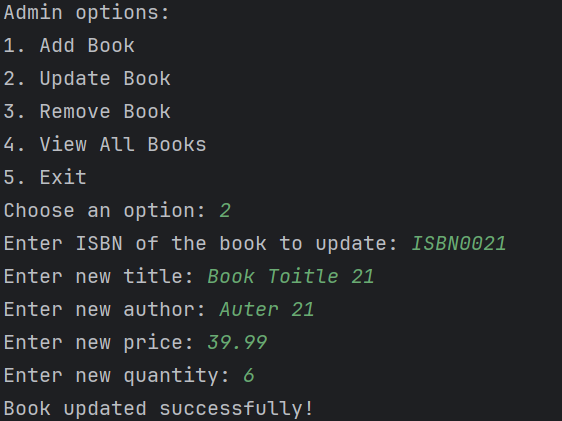 Admin options:
1. Add Book
2. Update Book
3. Remove Book
4. View All Books
5. Exit
Choose an option: 2
Enter ISBN of the book to update: ISBN0021
Enter new title: Book Toitle 21
Enter new author: Auter 21
Enter new price: 39.99
Enter new quantity: 6
Book updated successfully!